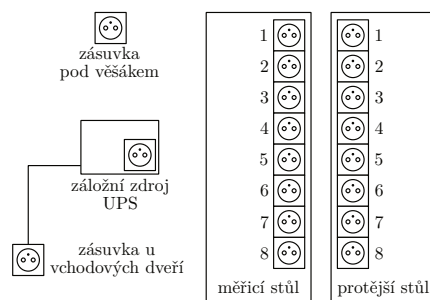 zásuvka
pod věšákem
záložní zdroj
UPS
zásuvka u
vchodových dveří
1
2
3
4
5
6
7
8
měřicí stůl
1
2
3
4
5
6
7
8
protější stůl